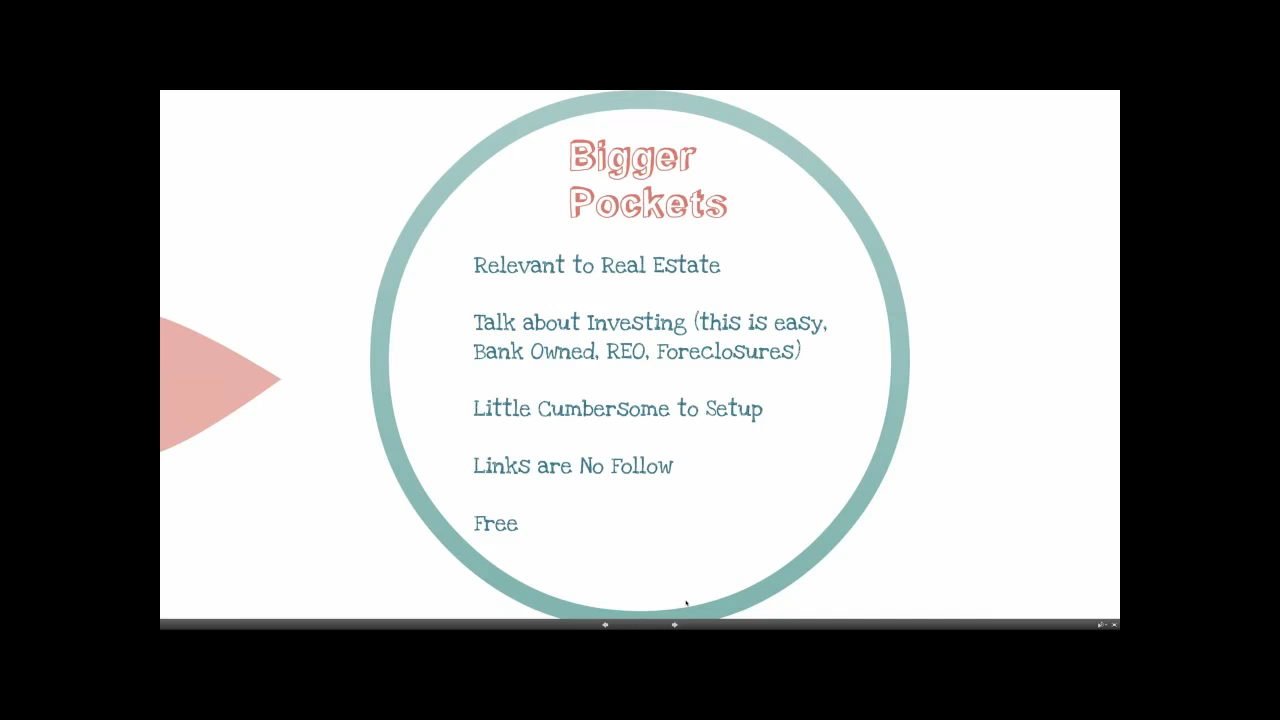 Bigger
Pockets
Relevant to Real Estate
Talk about Investing (this is easy,
Bank Owned, REO, Foreclosures)
Little Cumbersome to Setup
Links are No Follow
Free